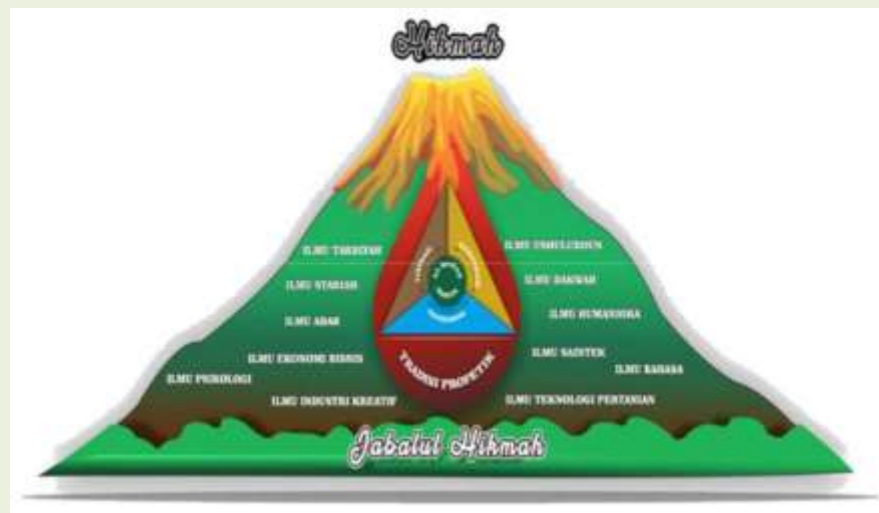 Hikmah
ILMU TARBIYAH
ILMU USHULUDDIN
ILMU SYARIAH
ILMU DAKWAH
ILMU ADAB
ILMU HUMANIORA
ILMU EKONOMI BISNIS
ILMU SAINTEK
ILMU PSIKOLOGI
ILMU BAHASA
TRADISI PROFETIK
ILMU INDUSTRI KREATIF
ILMU TEKNOLOGI PERTANIAN
Jabalul Hikmah